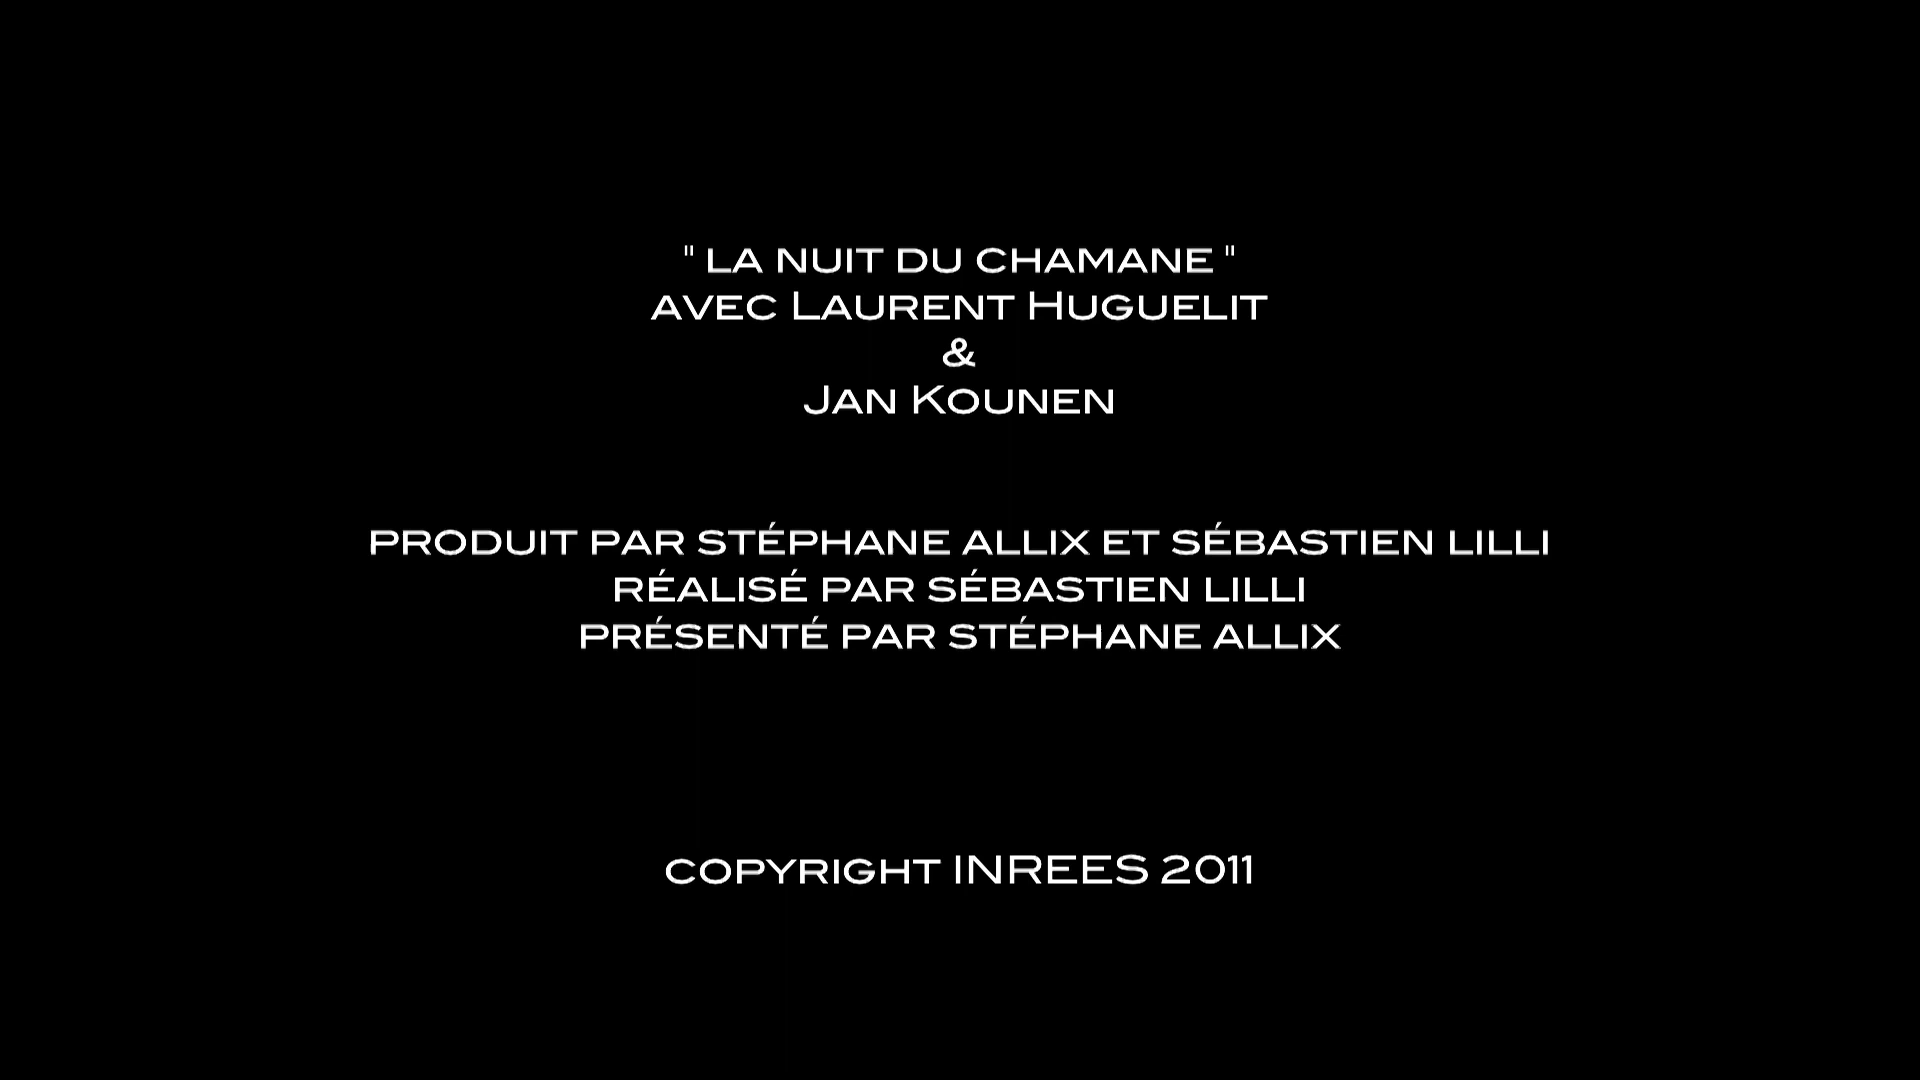 " LA NUIT DU CHAMANE "
AVEC LAURENT HUGUELIT
&
JAN KOUNEN
PRODUIT PAR STÉPHANE ALLIX ET SÉBASTIEN LILLI
RÉALISÉ PAR SÉBASTIEN LILLI
PRÉSENTÉ PAR STÉPHANE ALLIX
COPYRIGHT INREES 2011